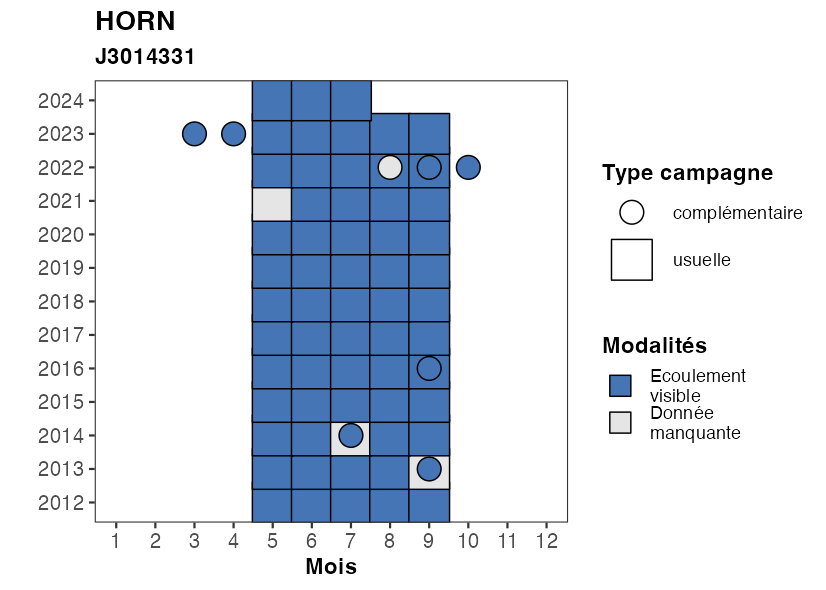 HORN
J3014331
2024
2023
2022
2021
2020
2019
2018
2017
2016
2015
2014
2013
2012
1 2 3 4 5 6 7 8 9 10 11 12
Mois
Type campagne
complémentaire
usuelle
Modalités
Ecoulement
visible
Donnée
manquante